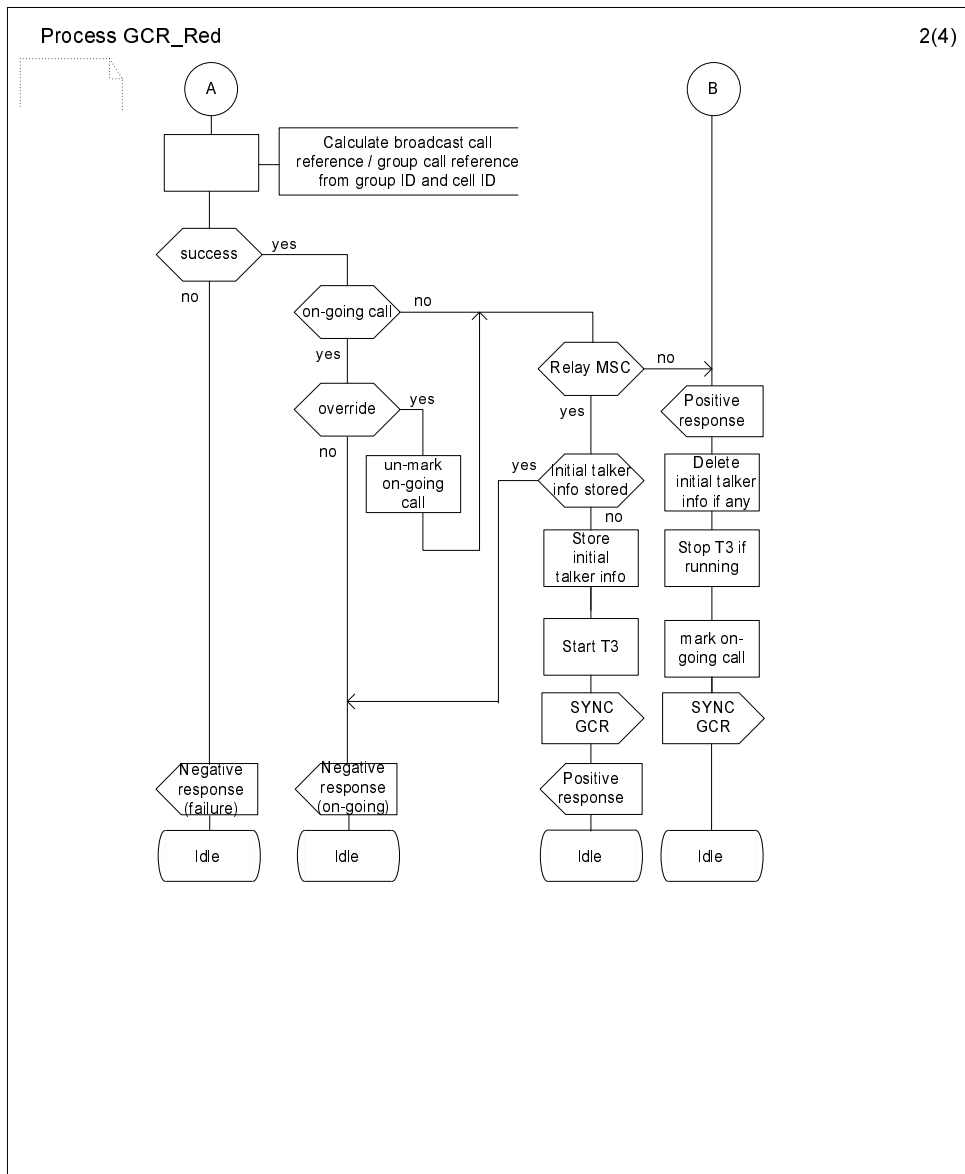 Process GCR_Red
2(4)
A
B
Calculate broadcast call
reference / group call reference
from group ID and cell ID
success
yes
no
on-going call
no
yes
Relay MSC
no
yes
override
yes
no
Positive
response
un-mark
on-going
call
yes
Initial talker
info stored
no
Delete
initial talker
info if any
Store
initial
talker info
Stop T3 if
running
Start T3
mark on-
going call
SYNC
GCR
SYNC
GCR
Negative
response
(failure)
Negative
response
(on-going)
Positive
response
Idle
Idle
Idle
Idle